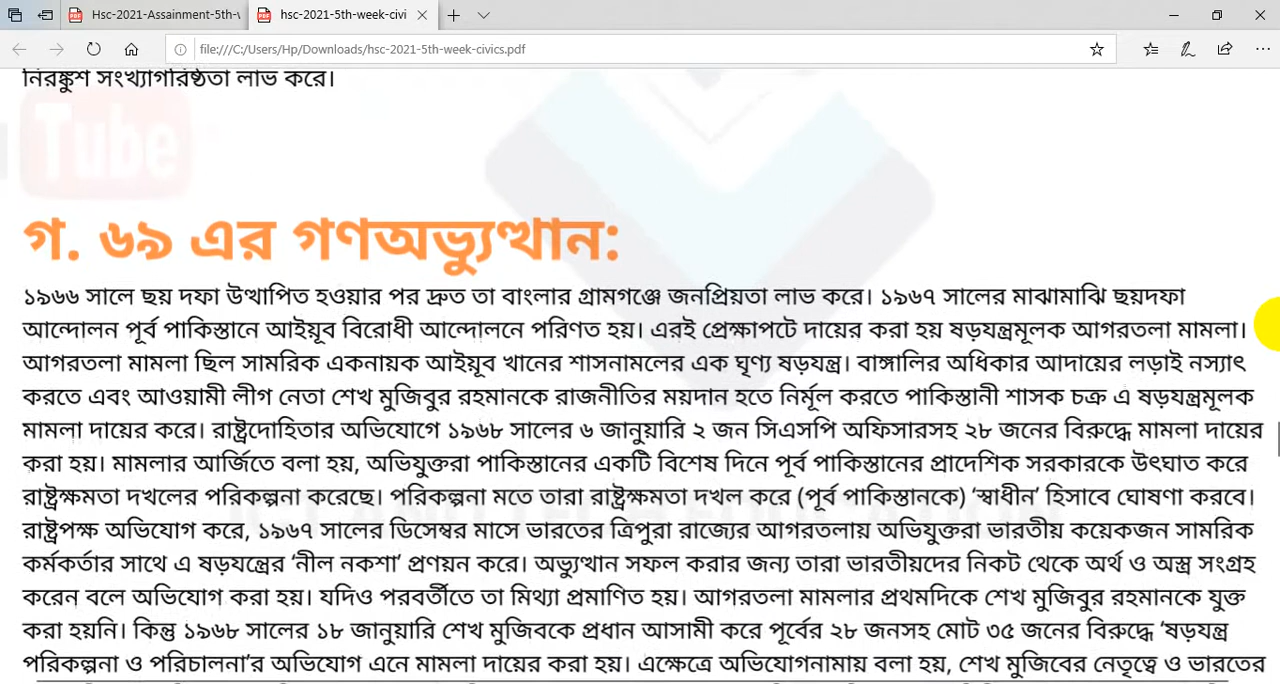 Hsc-2021-Assainment-5th-v
hsc-2021-5th-week-civi
file:///C:/Users/Hp/Downloads/hsc-2021-5th-week-civics.pdf
নিরঙ্কুশ সংখ্যাগরিষ্ঠতা লাভ করে।
Tube
গ. ৬৯ এর গণঅভ্যুত্থান:
১৯৬৬ সালে ছয় দফা উত্থাপিত হওয়ার পর দ্রুত তা বাংলার গ্রামগঞ্জে জনপ্রিয়তা লাভ করে। ১৯৬৭ সালের মাঝামাঝি ছয়দফা
আন্দোলন পূর্ব পাকিস্তানে আইয়ূব বিরোধী আন্দোলনে পরিণত হয়। এরই প্রেক্ষাপটে দায়ের করা হয় ষড়যন্ত্রমূলক আগরতলা মামলা।
আগরতলা মামলা ছিল সামরিক একনায়ক আইয়ূব খানের শাসনামলের এক ঘৃণ্য ষড়যন্ত্র। বাঙ্গালির অধিকার আদায়ের লড়াই নস্যাৎ
করতে এবং আওয়ামী লীগ নেতা শেখ মুজিবুর রহমানকে রাজনীতির ময়দান হতে নির্মূল করতে পাকিস্তানী শাসক চক্র এ ষড়যন্ত্রমূলক
মামলা দায়ের করে। রাষ্ট্রদোহিতার অভিযোগে ১৯৬৮ সালের ৬ জানুয়ারি ২ জন সিএসপি অফিসারসহ ২৮ জনের বিরুদ্ধে মামলা দায়ের
করা হয়। মামলার আর্জিতে বলা হয়, অভিযুক্তরা পাকিস্তানের একটি বিশেষ দিনে পূর্ব পাকিস্তানের প্রাদেশিক সরকারকে উৎঘাত করে
রাষ্ট্রক্ষমতা দখলের পরিকল্পনা করেছে। পরিকল্পনা মতে তারা রাষ্ট্রক্ষমতা দখল করে (পূর্ব পাকিস্তানকে) ‘স্বাধীন’ হিসাবে ঘোষণা করবে।
রাষ্ট্রপক্ষ অভিযোগ করে, ১৯৬৭ সালের ডিসেম্বর মাসে ভারতের ত্রিপুরা রাজ্যের আগরতলায় অভিযুক্তরা ভারতীয় কয়েকজন সামরিক
কর্মকর্তার সাথে এ ষড়যন্ত্রের ‘নীল নকশা’ প্রণয়ন করে। অভ্যুত্থান সফল করার জন্য তারা ভারতীয়দের নিকট থেকে অর্থ ও অস্ত্র সংগ্রহ
করেন বলে অভিযোগ করা হয়। যদিও পরবর্তীতে তা মিথ্যা প্রমাণিত হয়। আগরতলা মামলার প্রথমদিকে শেখ মুজিবুর রহমানকে যুক্ত
করা হয়নি। কিন্তু ১৯৬৮ সালের ১৮ জানুয়ারি শেখ মুজিবকে প্রধান আসামী করে পূর্বের ২৮ জনসহ মোট ৩৫ জনের বিরুদ্ধে ‘ষড়যন্ত্র
পরিকল্পনা ও পরিচালনা’র অভিযোগ এনে মামলা দায়ের করা হয়। এক্ষেত্রে অভিযোগনামায় বলা হয়, শেখ মুজিবের নেতৃত্বে ও ভারতের